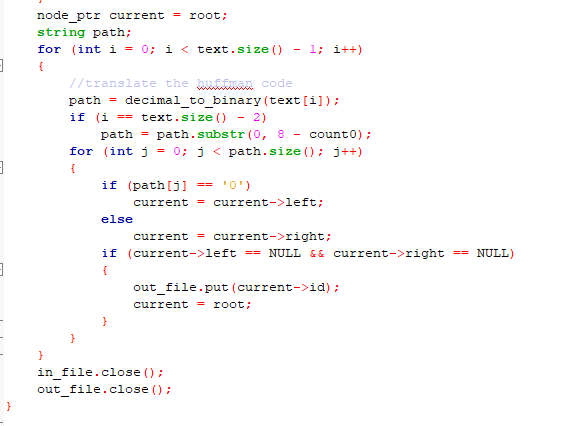 node_ptr current = root;
string path;
for (int i = 0; i < text.size() - 1; i++)
{
//translate the huffman code
path = decimal_to_binary(text[i]);
if (i == text.size() - 2)
path = path.substr(0, 8 - count0);
for (int j = 0; j < path.size(); j++)
{
if (path[j] == '0')
current = current->left;
else
current = current->right;
if (current->left == NULL && current->right == NULL)
{
out_file.put(current->id);
current = root;
}
}
}
in_file.close();
out_file.close();
}